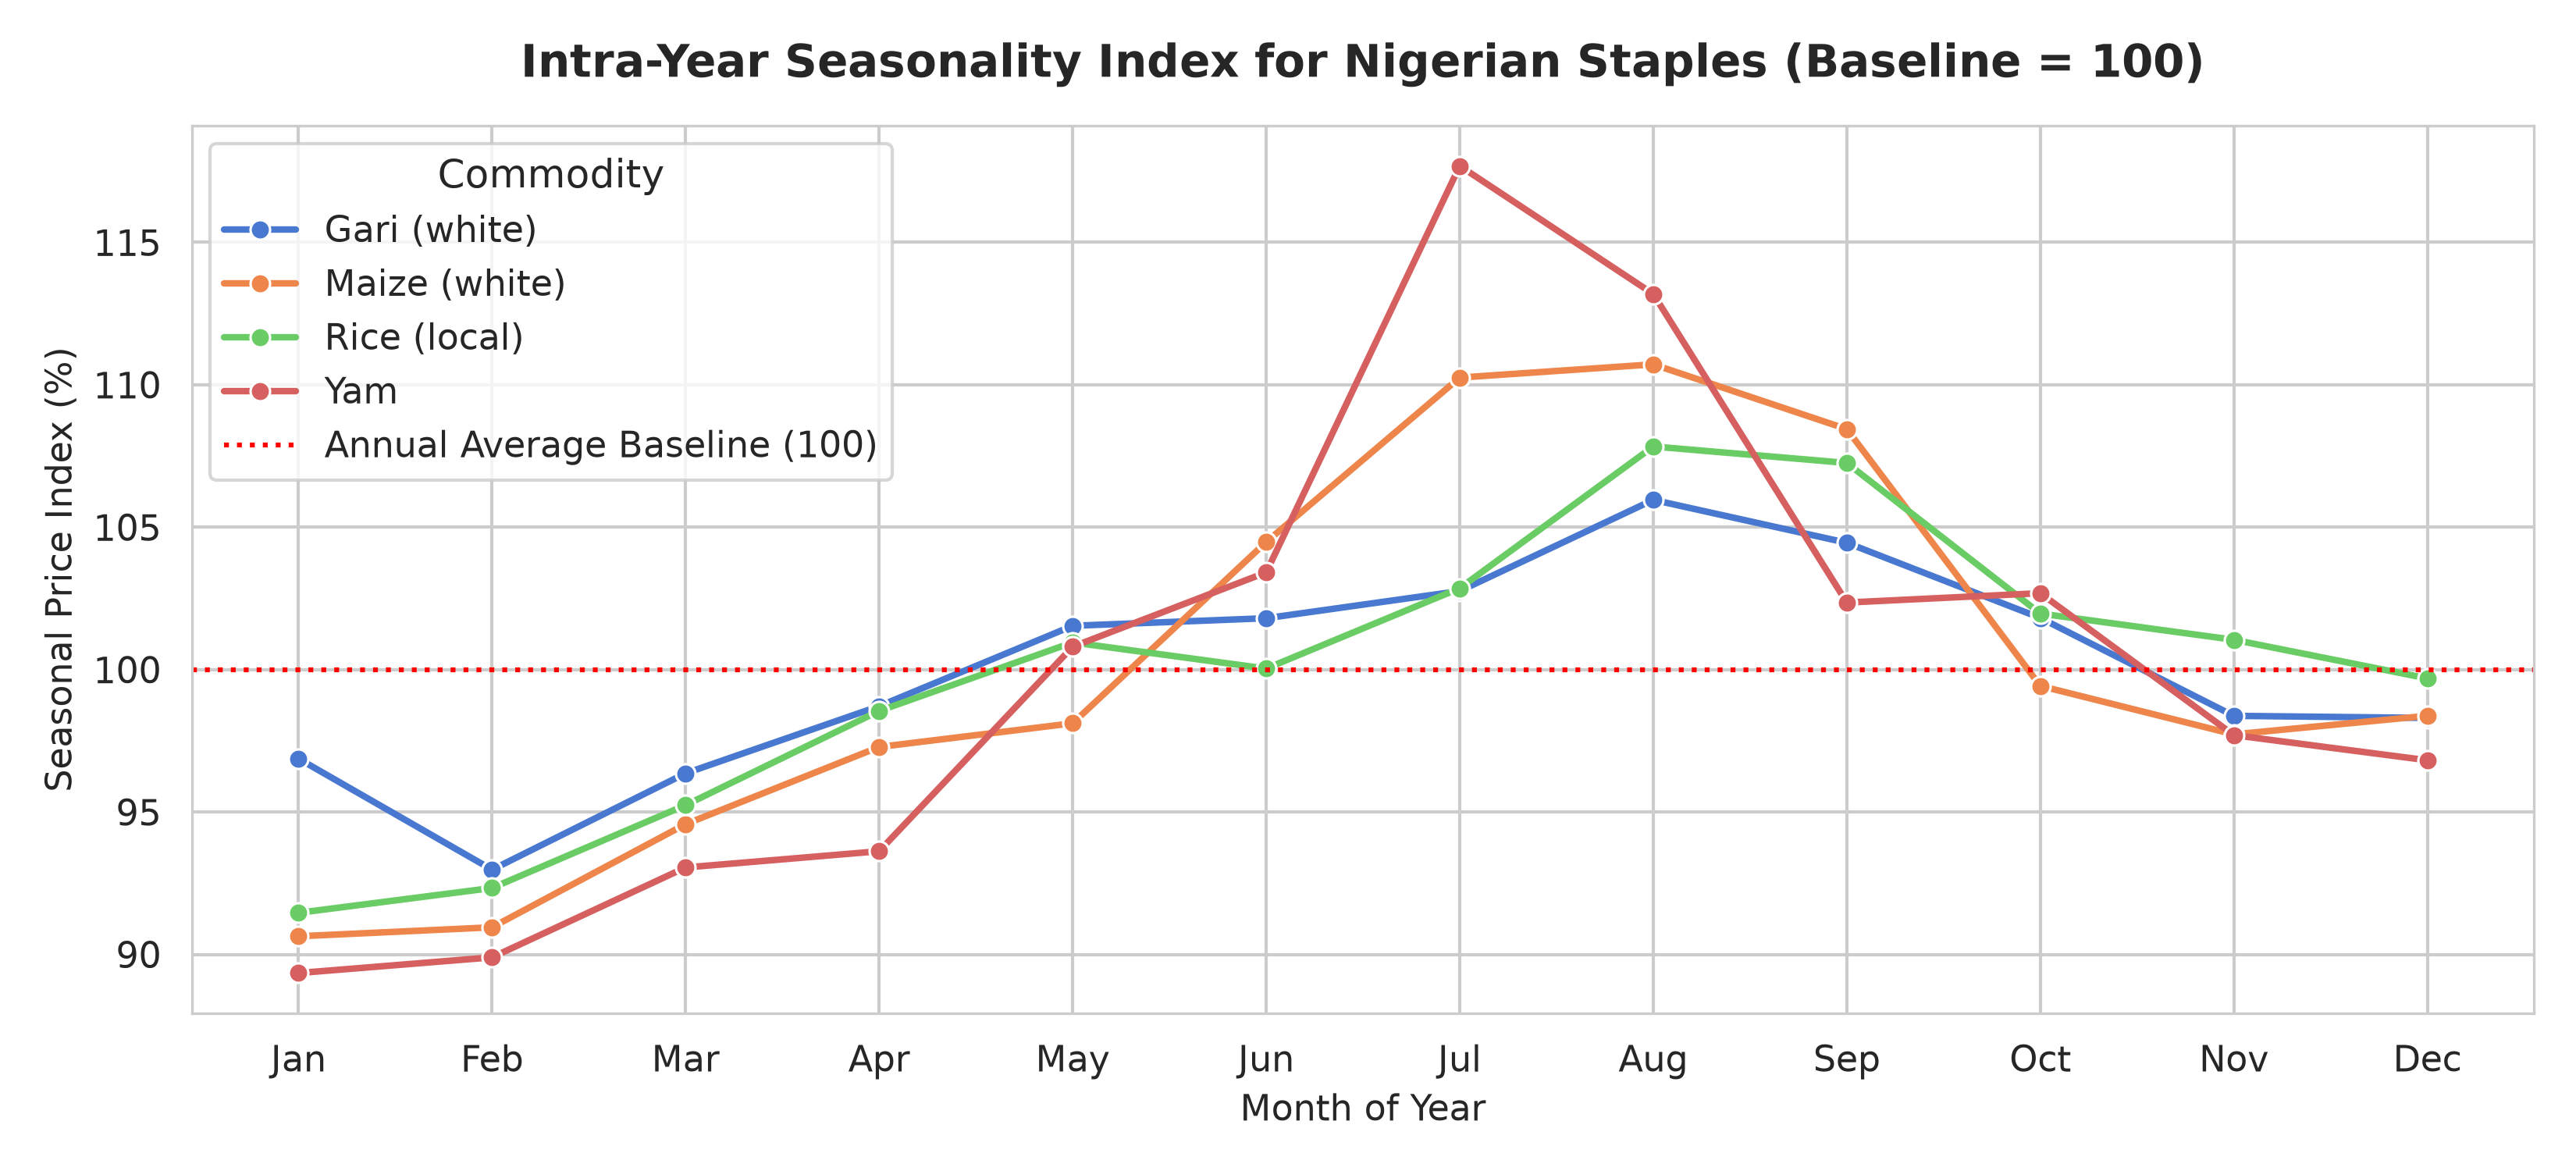 Intra-Year Seasonality Index for Nigerian Staples (Baseline = 100)
Commodity
Gari (white)
Maize (white)
Rice (local)
Yam
Annual Average Baseline (100)
Seasonal Price Index (%)
115
110
105
100
95
90
Jan Feb Mar Apr May Jun Jul Aug Sep Oct Nov Dec
Month of Year